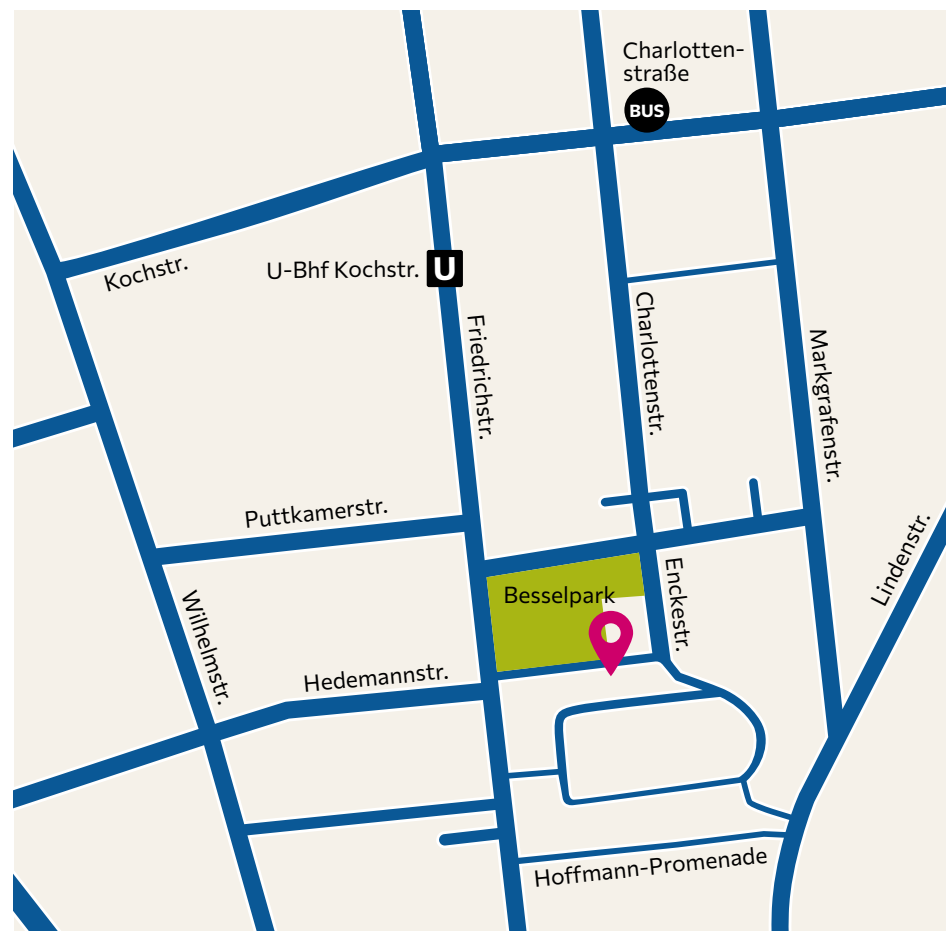 Charlotten-
straße
BUS
Kochstr.
U-Bhf Kochstr.
U
Friedrichstr.
Charlottenstr.
Markgrafenstr.
Puttkamerstr.
Lindenstr.
Besselpark
Enckestr.
Wilhelmstr.
Hedemannstr.
Hoffmann-Promenade